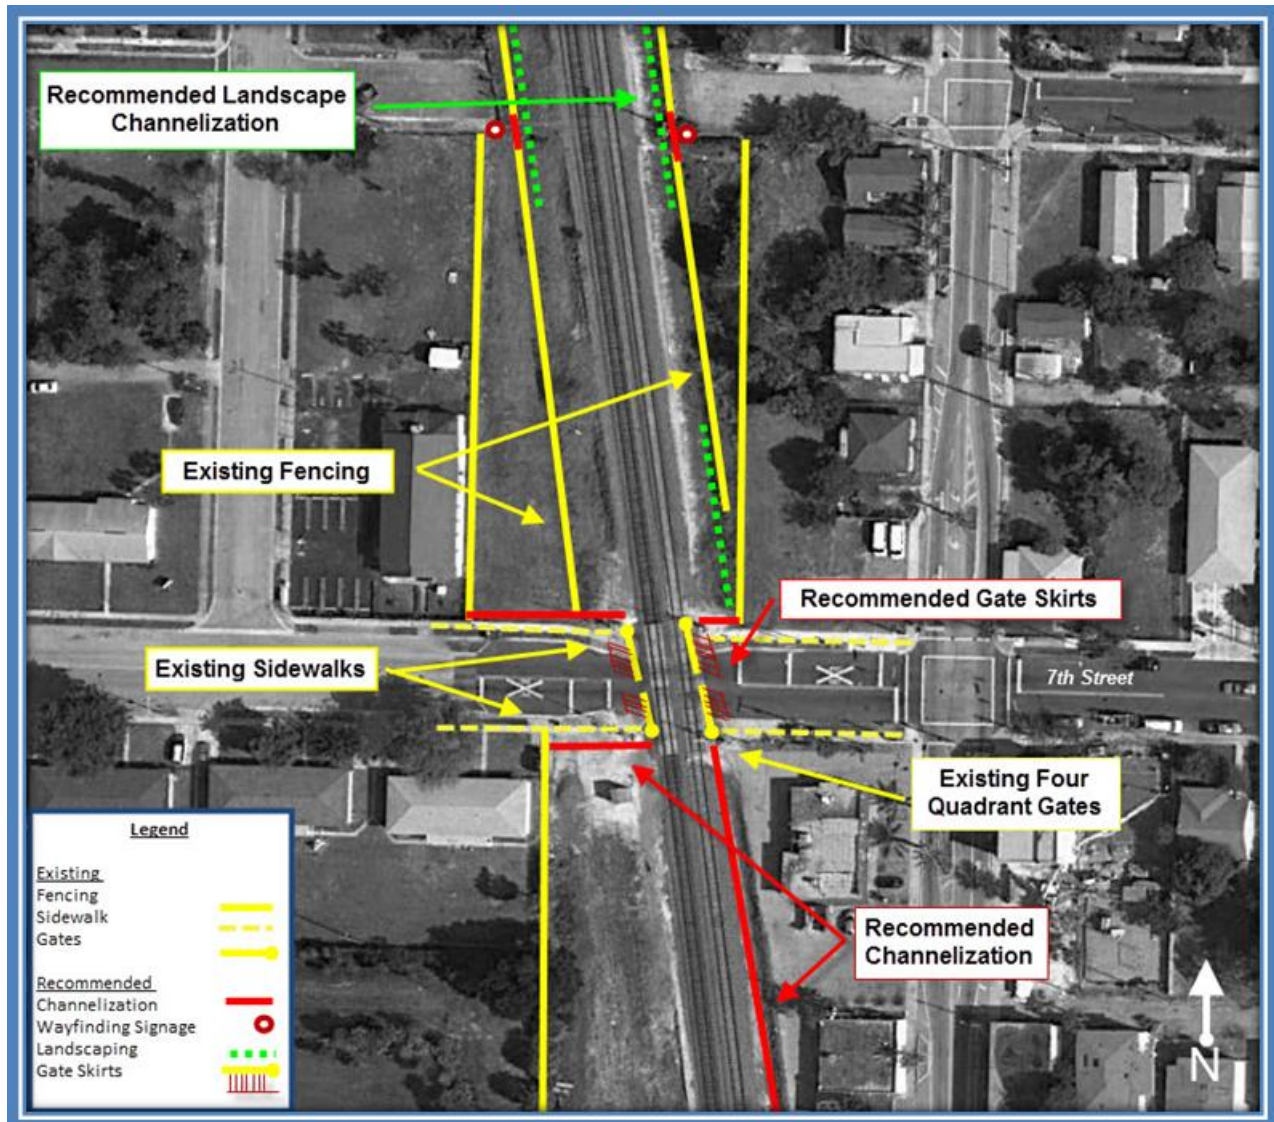 Recommended Landscape
Channelization
Existing Fencing
Recommended Gate Skirts
Existing Sidewalks
7th Street
Existing Four
Quadrant Gates
Recommended
Channelization
Legend
Existing
Fencing
Sidewalk
Gates
Recommended
Channelization
Wayfinding Signage
Landscaping
Gate Skirts
N